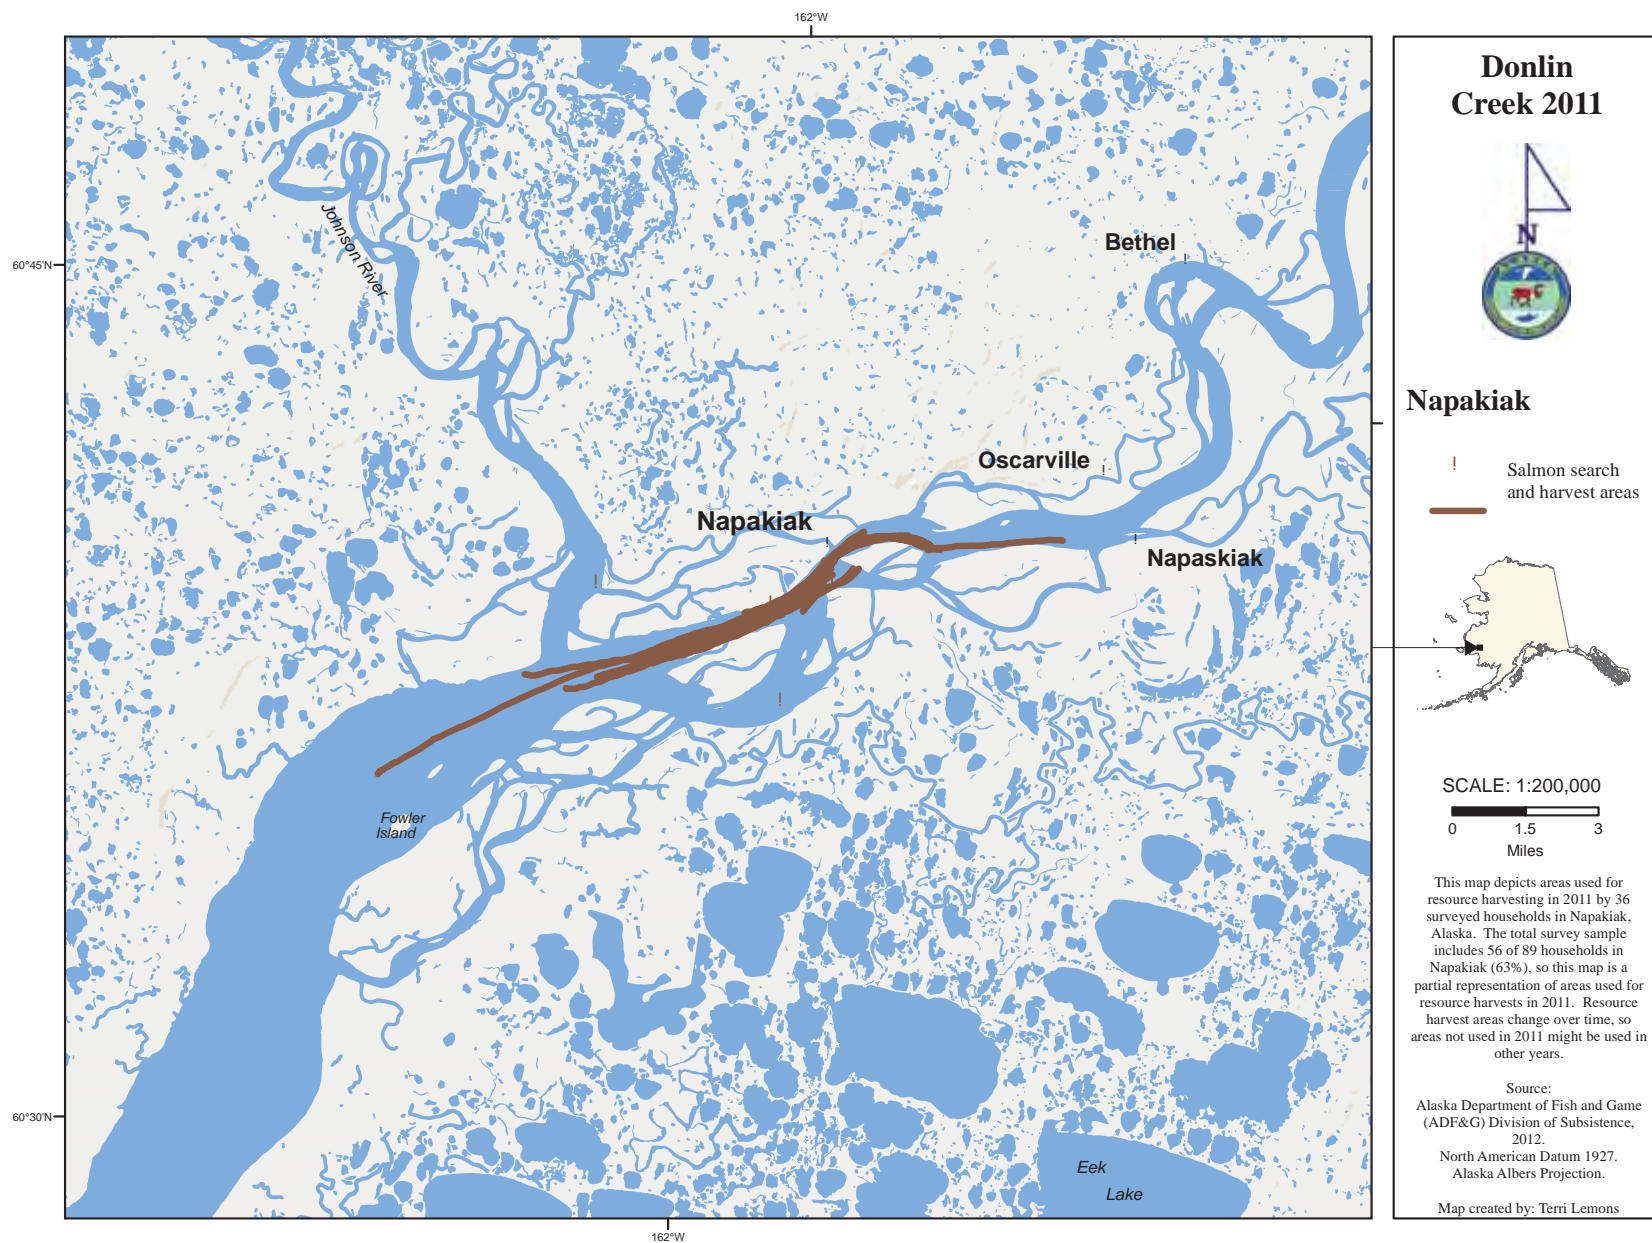 162°W
Donlin
Creek 2011
N
Johnson River
Bethel
60°45'N
Napakiak
Oscarville
Salmon search
and harvest areas
Napakiak
Napaskiak
SCALE: 1:200,000
0 1.5 3
Miles
Fowler
Island
This map depicts areas used for
resource harvesting in 2011 by 36
surveyed households in Napakiak,
Alaska. The total survey sample
includes 56 of 89 households in
Napakiak (63%), so this map is a
partial representation of areas used for
resource harvests in 2011. Resource
harvest areas change over time, so
areas not used in 2011 might be used in
other years.
Source:
Alaska Department of Fish and Game
(ADF&G) Division of Subsistence,
2012.
North American Datum 1927.
Alaska Albers Projection.
Map created by: Terri Lemons
60°30'N
Eek
Lake
162°W